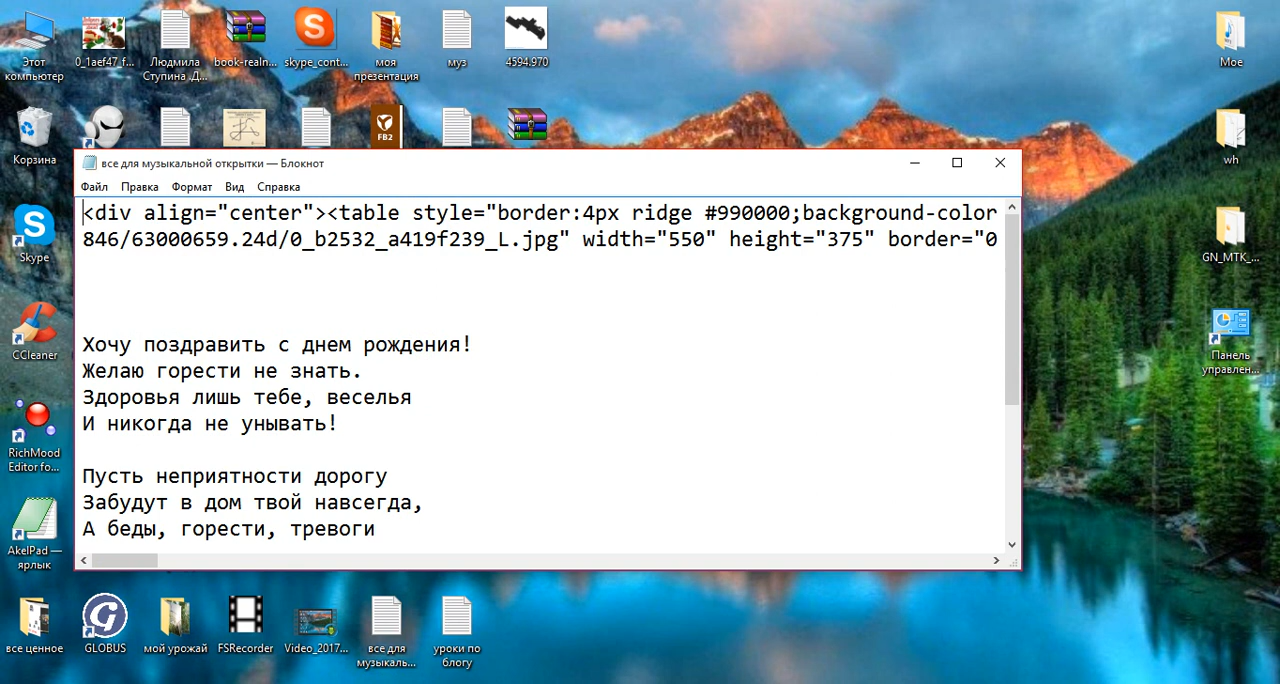 Этот компьютер
0_1aef47_f...
Людмила Ступина ,Д...
book-realn...
skype_cont...
моя презентация
муз
4594.970
Мое
Корзина
FB2
wh
все для музыкальной открытки — Блокнот
Файл Правка Формат Вид Справка
<div align="center"><table style="border:4px ridge #990000;background-color
846/63000659.24d/0_b2532_a419f239_L.jpg" width="550" height="375" border="0
Хочу поздравить с днем рождения!
Желаю горести не знать.
Здоровья лишь тебе, веселья
И никогда не унывать!
Пусть неприятности дорогу
Забудут в дом твой навсегда,
А беды, горести, тревоги
Skype
GN_MTK_...
CCleaner
Панель управлен...
RichMood Editor fo...
AkelPad — ярлык
все ценное
GLOBUS
мой урожай
FSRecorder
Video_2017...
все для музыкаль...
уроки по блогу